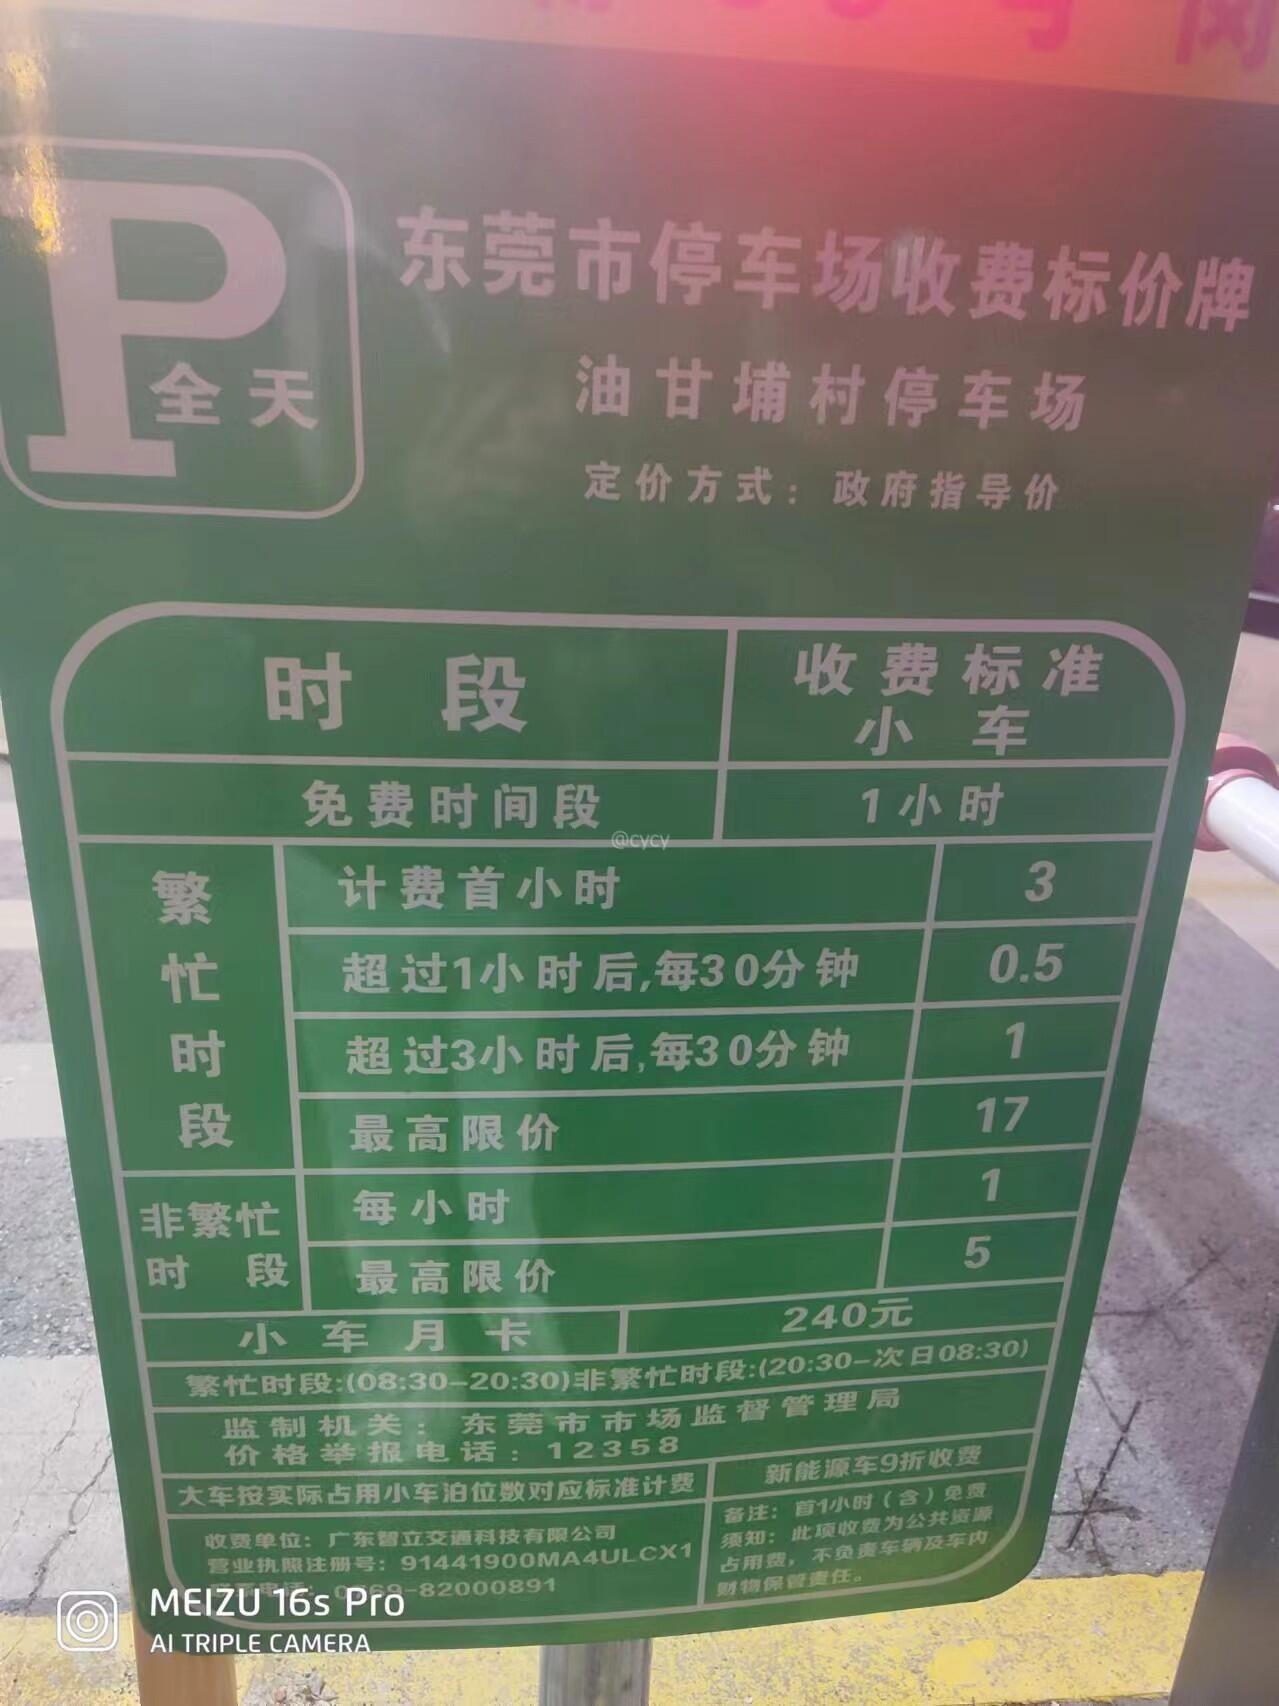 东莞市停车场收费标价牌
油甘埔村停车场
定价方式：政府指导价
P
全天
时段
收费标准
小车
免费时间段 1小时
@cycy
繁忙时段
计费首小时 3
超过1小时后,每30分钟 0.5
超过3小时后,每30分钟 1
最高限价 17
非繁忙
时段
每小时 1
最高限价 5
小车月卡 240元
繁忙时段:(08:30-20:30)非繁忙时段:(20:30-次日08:30)
监制机关：东莞市市场监督管理局
价格举报电话：12358
大车按实际占用小车泊位数对应标准计费
新能源车9折收费
收费单位：广东智立交通科技有限公司
营业执照注册号：91441900MA4ULCX1
-82000891
备注：首1小时（含）免费
须知：此项收费为公共资源
占用费，不负责车辆及车内
财物保管责任。
MEIZU 16s Pro
AI TRIPLE CAMERA